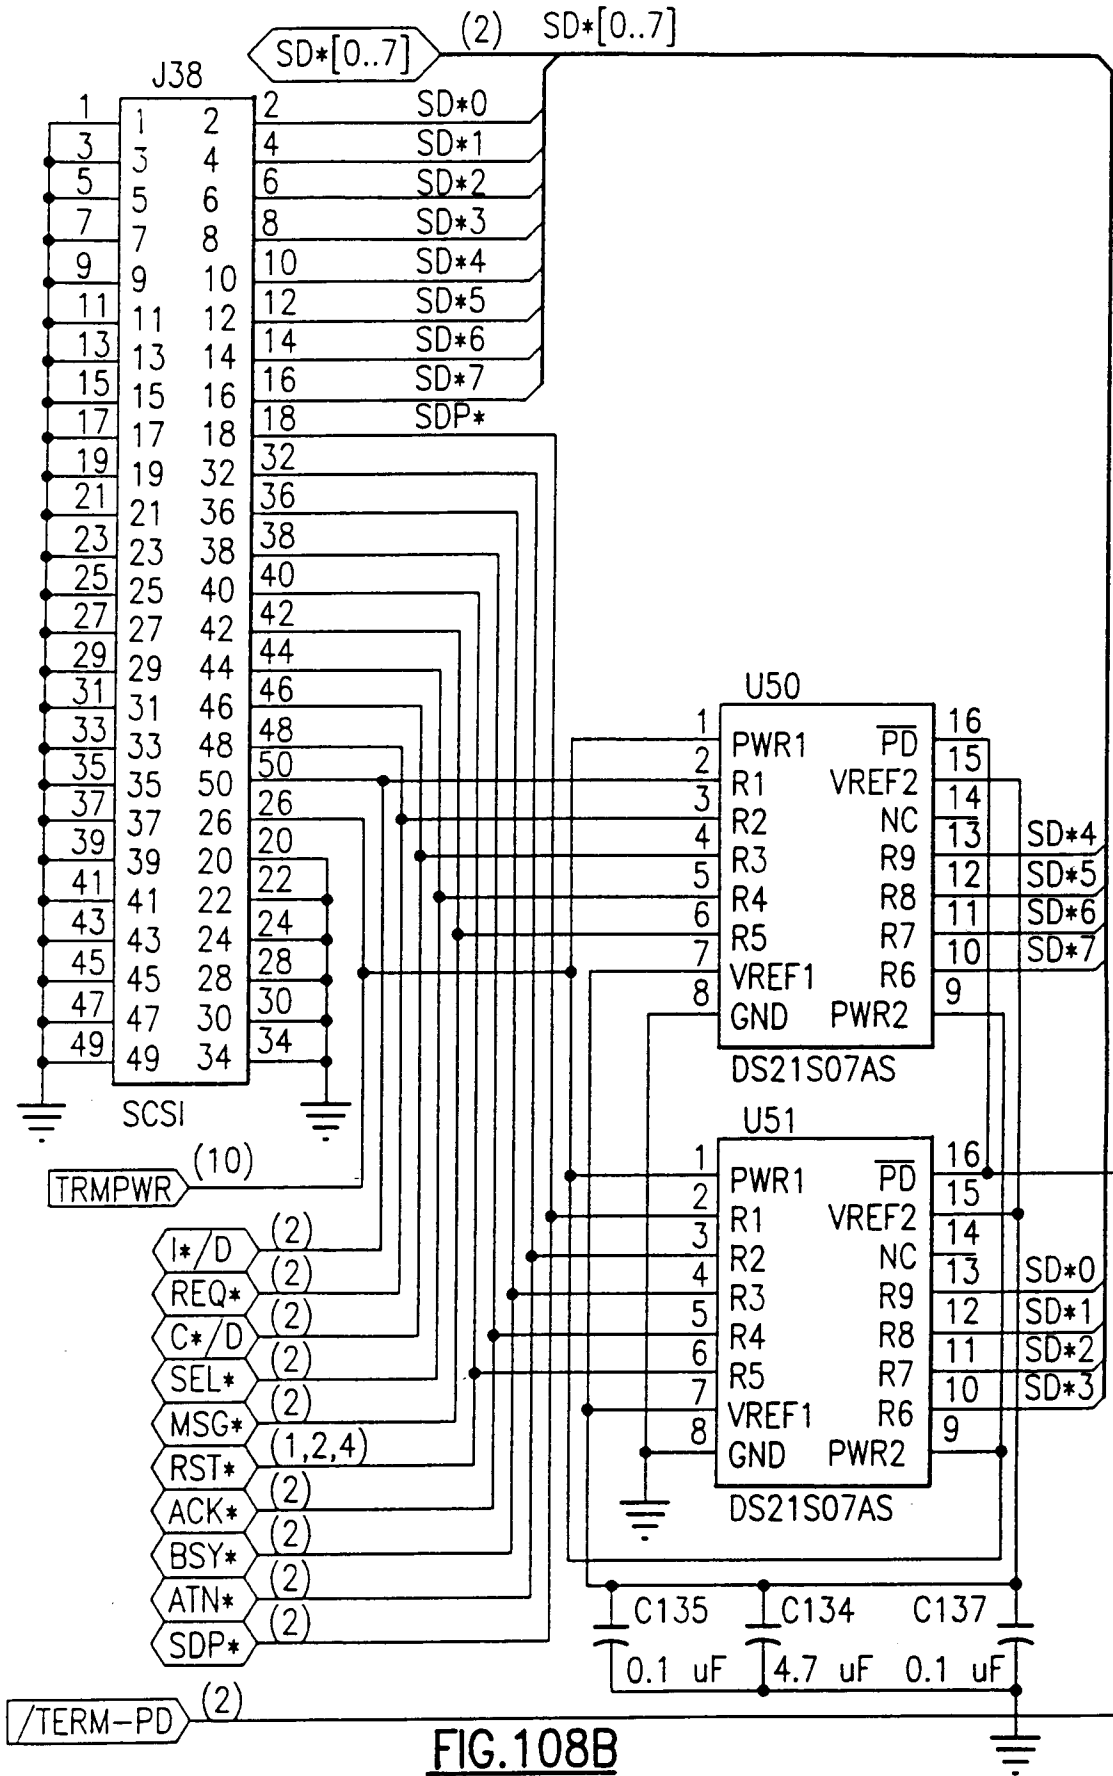 SD*[0..7] (2) SD*[0..7]
J38
1 1 2 2 SD*0
3 3 4 4 SD*1
5 5 6 6 SD*2
7 7 8 8 SD*3
9 9 10 10 SD*4
11 11 12 12 SD*5
13 13 14 14 SD*6
15 15 16 16 SD*7
17 17 18 18 SDP*
19 19 32 32
21 21 36 36
23 23 38 38
25 25 40 40
27 27 42 42
29 29 44 44
31 31 46 46
33 33 48 48
35 35 50 50
37 37 26 26
39 39 20 20
41 41 22 22
43 43 24 24
45 45 28 28
47 47 30 30
49 49 34 34
SCSI
U50
1 PWR1 PD 16
2 R1 VREF2 15
3 R2 NC 14
4 R3 R9 13 SD*4
5 R4 R8 12 SD*5
6 R5 R7 11 SD*6
7 VREF1 R6 10 SD*7
8 GND PWR2 9
DS21S07AS
U51
1 PWR1 PD 16
2 R1 VREF2 15
3 R2 NC 14
4 R3 R9 13 SD*0
5 R4 R8 12 SD*1
6 R5 R7 11 SD*2
7 VREF1 R6 10 SD*3
8 GND PWR2 9
DS21S07AS
TRMPWR (10)
I*/D (2)
REQ* (2)
C*/D (2)
SEL* (2)
MSG* (2)
RST* (1,2,4)
ACK* (2)
BSY* (2)
ATN* (2)
SDP* (2)
C135 C134 C137
0.1 uF 4.7 uF 0.1 uF
/TERM-PD (2)
FIG.108B